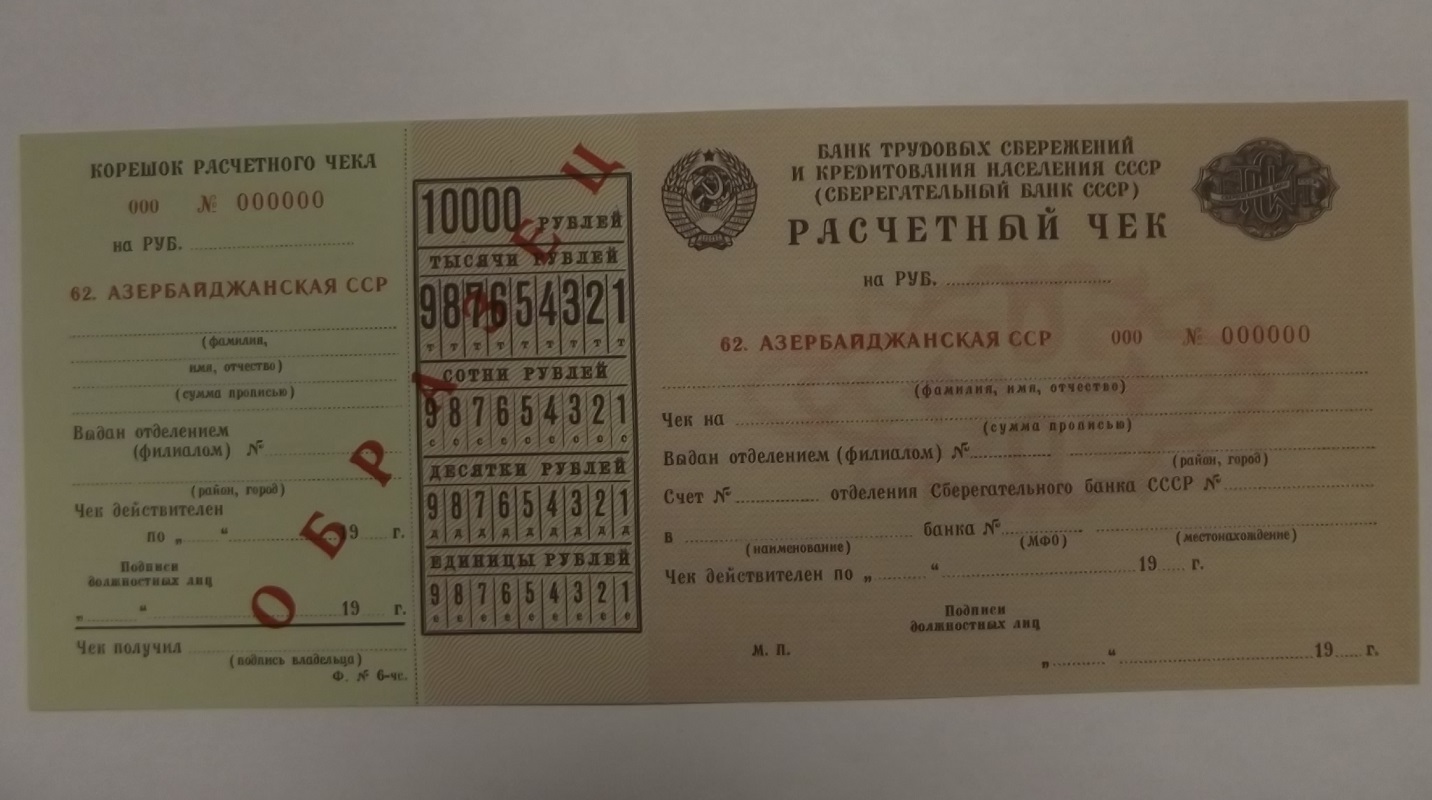 КОРЕШОК РАСЧЕТНОГО ЧЕКА
000 № 000000
на РУБ.
62. АЗЕРБАЙДЖАНСКАЯ ССР
(фамилия,
имя, отчество)
(сумма прописью)
Выдан отделением
(филиалом) №
(район, город)
Чек действителен
по „ “ 19 г.
Подписи
должностных лиц
„ “ 19 г.
Чек получил
(подпись владельца)
Ф. № 6-чс.
ОБРАЗЕЦ
10000 РУБЛЕЙ
ТЫСЯЧИ РУБЛЕЙ
9 8 7 6 5 4 3 2 1
т т т т т т т т т
СОТНИ РУБЛЕЙ
9 8 7 6 5 4 3 2 1
с с с с с с с с с
ДЕСЯТКИ РУБЛЕЙ
9 8 7 6 5 4 3 2 1
д д д д д д д д д
ЕДИНИЦЫ РУБЛЕЙ
9 8 7 6 5 4 3 2 1
е е е е е е е е е
БАНК ТРУДОВЫХ СБЕРЕЖЕНИЙ
И КРЕДИТОВАНИЯ НАСЕЛЕНИЯ СССР
(СБЕРЕГАТЕЛЬНЫЙ БАНК СССР)
РАСЧЕТНЫЙ ЧЕК
на РУБ.
62. АЗЕРБАЙДЖАНСКАЯ ССР 000 № 000000
(фамилия, имя, отчество)
Чек на
(сумма прописью)
Выдан отделением (филиалом) №
(район, город)
Счет № отделения Сберегательного банка СССР №
в банка №
(наименование) (МФО) (местонахождение)
Чек действителен по „ “ 19 г.
Подписи
должностных лиц
М. П.
„ “ 19 г.